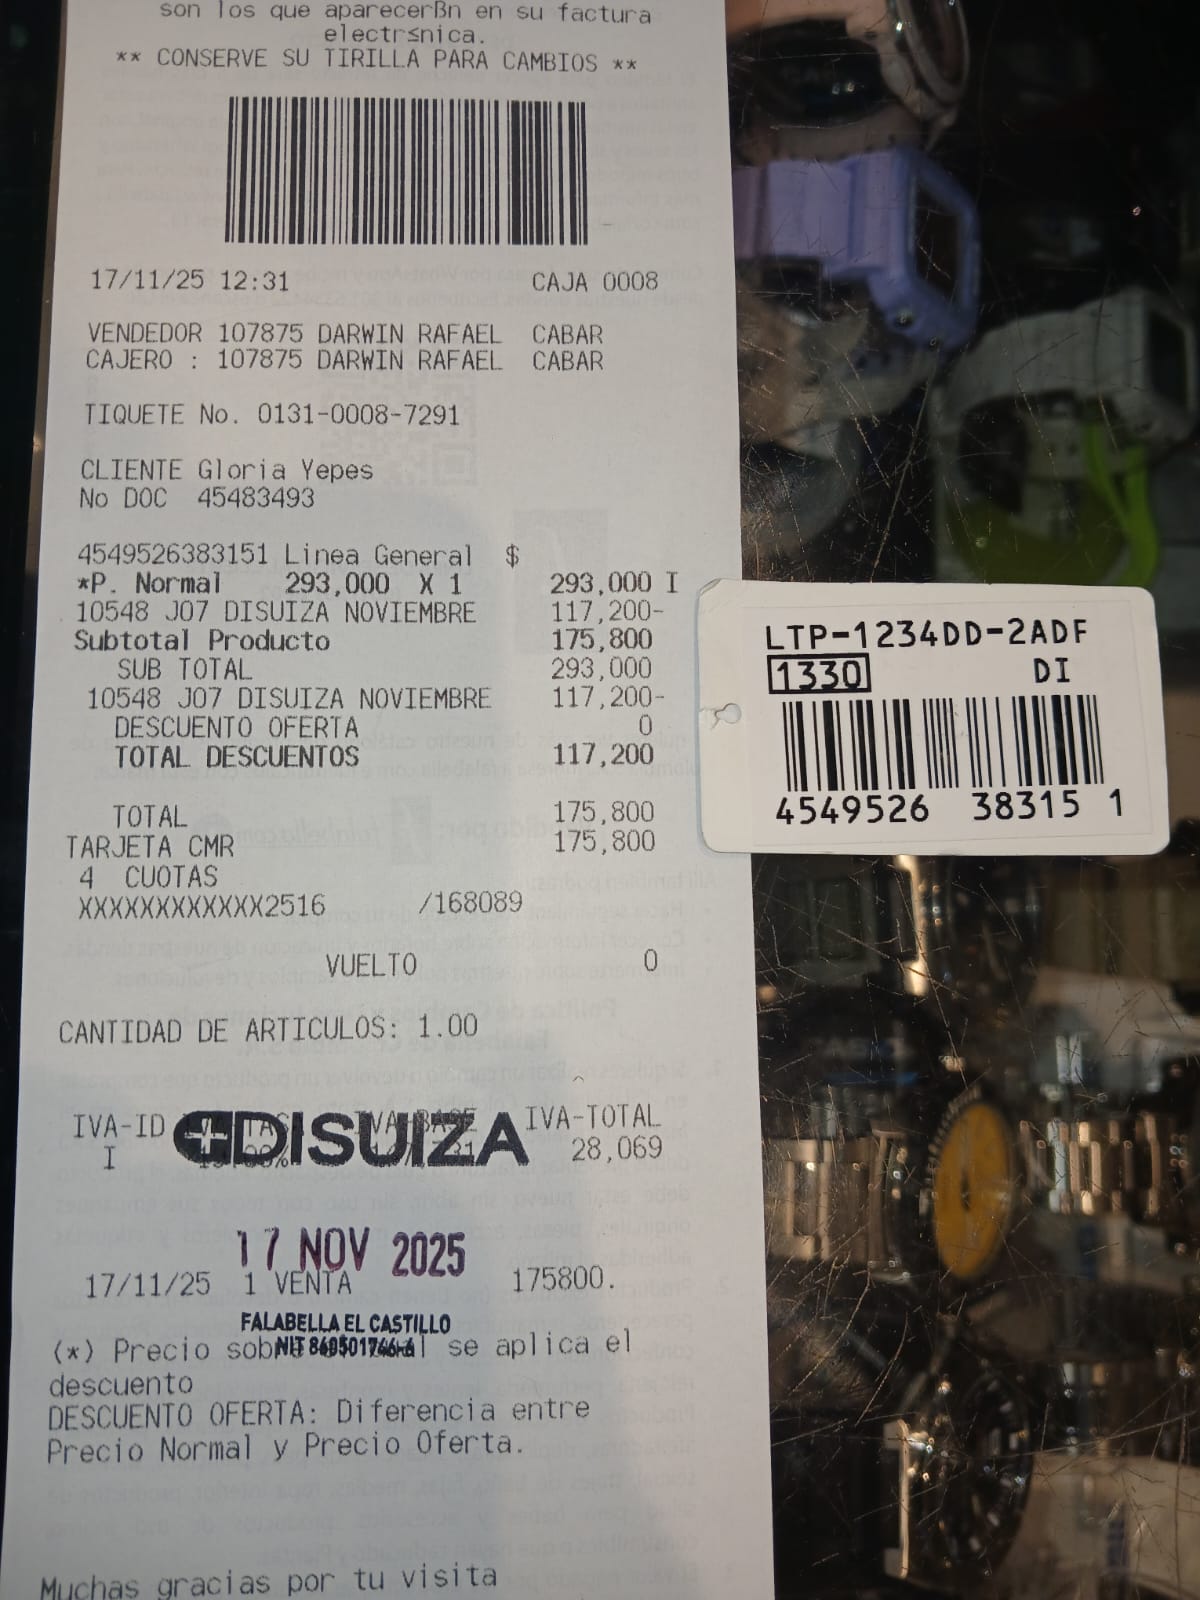 son los que aparecerßn en su factura
electr≤nica.
** CONSERVE SU TIRILLA PARA CAMBIOS **
17/11/25 12:31 CAJA 0008
VENDEDOR 107875 DARWIN RAFAEL CABAR
CAJERO : 107875 DARWIN RAFAEL CABAR
TIQUETE No. 0131-0008-7291
CLIENTE Gloria Yepes
No DOC 45483493
4549526383151 Linea General $
*P. Normal 293,000 X 1 293,000 I
10548 J07 DISUIZA NOVIEMBRE 117,200-
Subtotal Producto 175,800
SUB TOTAL 293,000
10548 J07 DISUIZA NOVIEMBRE 117,200-
DESCUENTO OFERTA 0
TOTAL DESCUENTOS 117,200
TOTAL 175,800
TARJETA CMR 175,800
4 CUOTAS
XXXXXXXXXXXX2516 /168089
VUELTO 0
CANTIDAD DE ARTICULOS: 1.00
IVA-ID IVA-TOTAL
I 28,069
DISUIZA
17 NOV 2025
17/11/25 1 VENTA 175800.
FALABELLA EL CASTILLO
NIT 860501746-6
(*) Precio se aplica el
descuento
DESCUENTO OFERTA: Diferencia entre
Precio Normal y Precio Oferta.
Muchas gracias por tu visita
LTP-1234DD-2ADF
1330 DI
4549526 38315 1